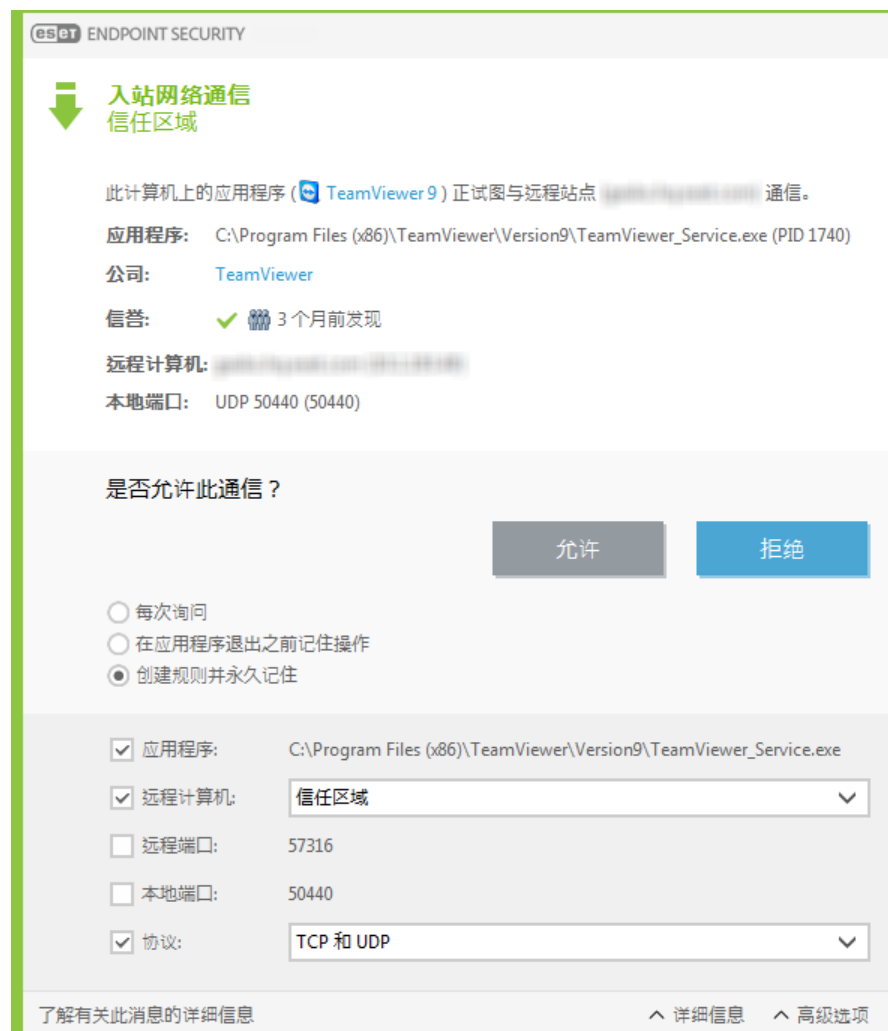 eset ENDPOINT SECURITY
入站网络通信
信任区域
此计算机上的应用程序 ( TeamViewer 9 ) 正试图与远程站点 通信。
应用程序: C:\Program Files (x86)\TeamViewer\Version9\TeamViewer_Service.exe (PID 1740)
公司: TeamViewer
信誉: 3 个月前发现
远程计算机:
本地端口: UDP 50440 (50440)
是否允许此通信？
允许 拒绝
每次询问
在应用程序退出之前记住操作
创建规则并永久记住
应用程序: C:\Program Files (x86)\TeamViewer\Version9\TeamViewer_Service.exe
远程计算机: 信任区域
远程端口: 57316
本地端口: 50440
协议: TCP 和 UDP
了解有关此消息的详细信息 详细信息 高级选项